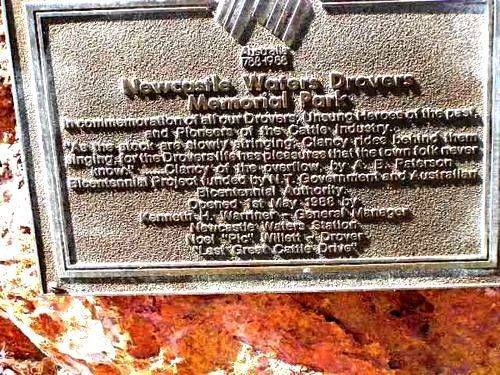 Australia
1788-1988
Newcastle Waters Drovers
Memorial Park
In commemoration of all our Drovers, Unsung Heroes of the past
and Pioneers of the Cattle Industry.
"As the stock are slowly stringing, Clancy rides behind them
singing, for the Drovers life has pleasures that the town folk never
know." — Clancy of the overflow, by A. B. Paterson
Bicentennial Project funded by N.T. Government and Australian
Bicentennial Authority.
Opened 1st May 1988 by
Kenneth H. Warriner - General Manager
Newcastle Waters Station
Noel "Pic" Willett - Drover
"Last Great Cattle Drive"